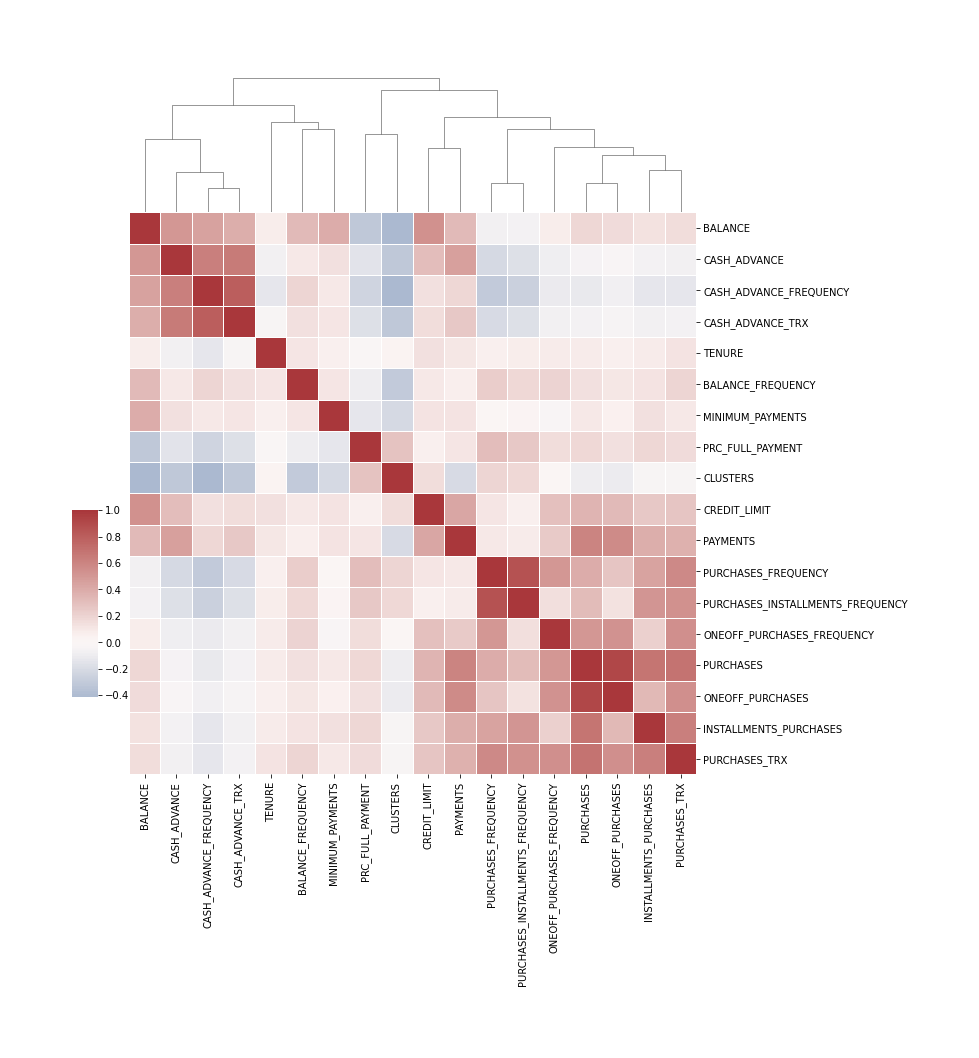 BALANCE
CASH_ADVANCE
CASH_ADVANCE_FREQUENCY
CASH_ADVANCE_TRX
TENURE
BALANCE_FREQUENCY
MINIMUM_PAYMENTS
PRC_FULL_PAYMENT
CLUSTERS
CREDIT_LIMIT
PAYMENTS
PURCHASES_FREQUENCY
PURCHASES_INSTALLMENTS_FREQUENCY
ONEOFF_PURCHASES_FREQUENCY
PURCHASES
ONEOFF_PURCHASES
INSTALLMENTS_PURCHASES
PURCHASES_TRX
1.0
0.8
0.6
0.4
0.2
0.0
−0.2
−0.4
BALANCE
CASH_ADVANCE
CASH_ADVANCE_FREQUENCY
CASH_ADVANCE_TRX
TENURE
BALANCE_FREQUENCY
MINIMUM_PAYMENTS
PRC_FULL_PAYMENT
CLUSTERS
CREDIT_LIMIT
PAYMENTS
PURCHASES_FREQUENCY
PURCHASES_INSTALLMENTS_FREQUENCY
ONEOFF_PURCHASES_FREQUENCY
PURCHASES
ONEOFF_PURCHASES
INSTALLMENTS_PURCHASES
PURCHASES_TRX